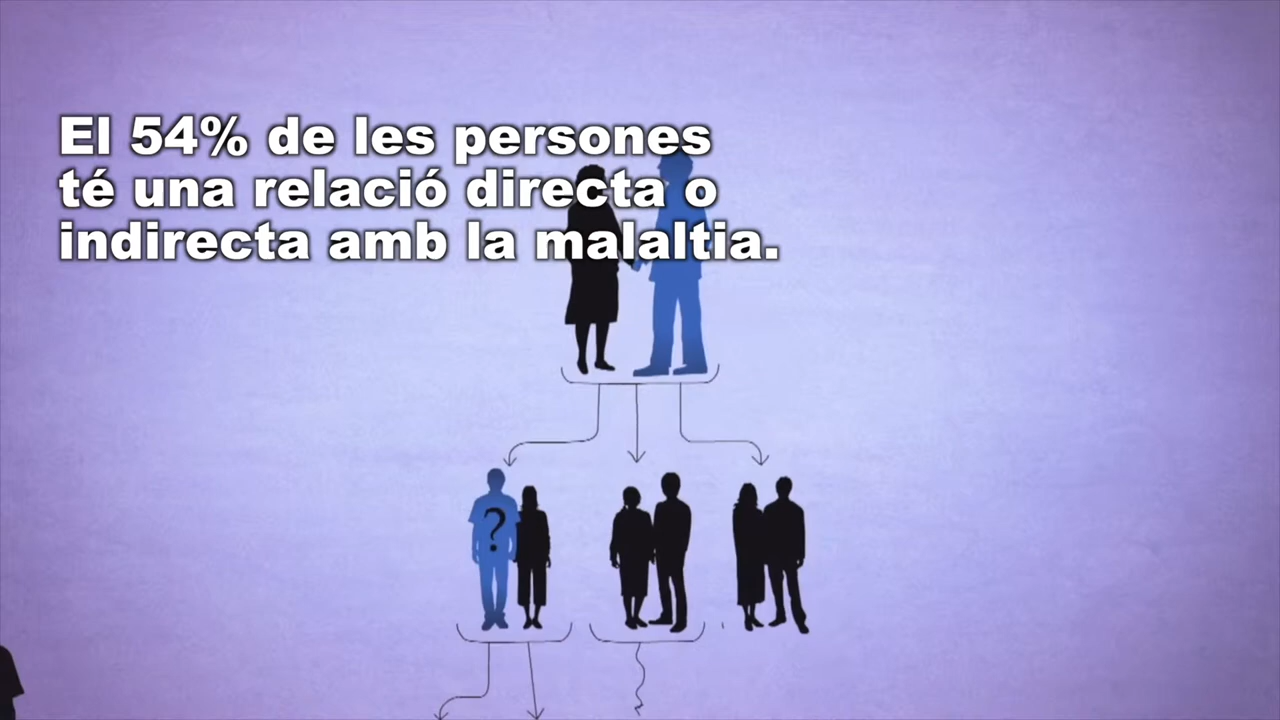 El 54% de les persones
té una relació directa o
indirecta amb la malaltia.
?